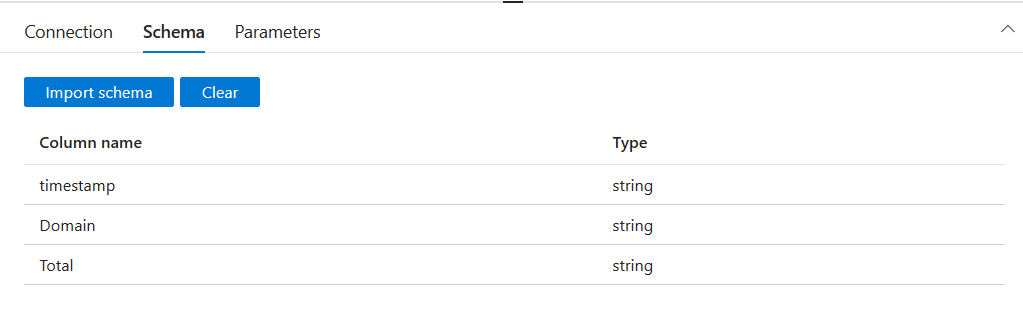 Connection Schema Parameters
Import schema Clear
Column name Type
timestamp string
Domain string
Total string